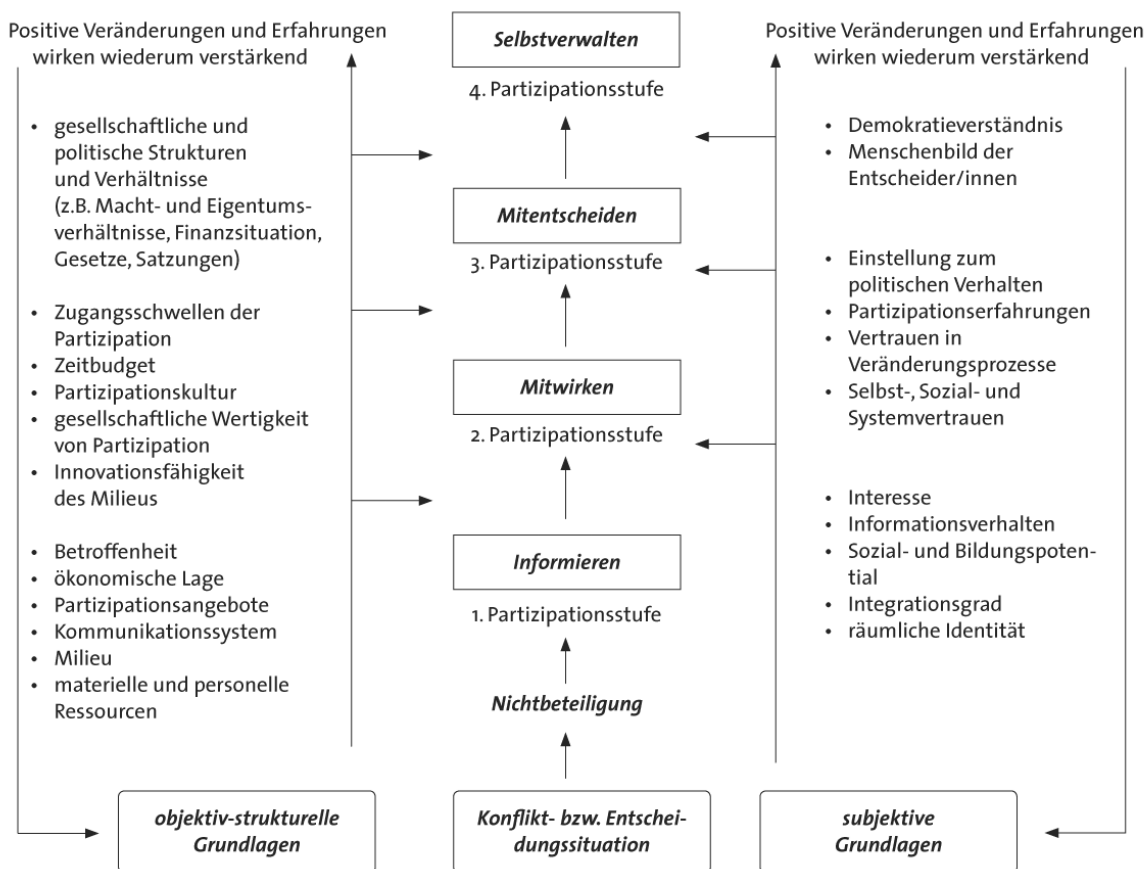 Positive Veränderungen und Erfahrungen
wirken wiederum verstärkend
• gesellschaftliche und
politische Strukturen
und Verhältnisse
(z.B. Macht- und Eigentums-
verhältnisse, Finanzsituation,
Gesetze, Satzungen)
• Zugangsschwellen der
Partizipation
• Zeitbudget
• Partizipationskultur
• gesellschaftliche Wertigkeit
von Partizipation
• Innovationsfähigkeit
des Milieus
• Betroffenheit
• ökonomische Lage
• Partizipationsangebote
• Kommunikationssystem
• Milieu
• materielle und personelle
Ressourcen
objektiv-strukturelle
Grundlagen
Selbstverwalten
4. Partizipationsstufe
Mitentscheiden
3. Partizipationsstufe
Mitwirken
2. Partizipationsstufe
Informieren
1. Partizipationsstufe
Nichtbeteiligung
Konflikt- bzw. Entschei-
dungssituation
Positive Veränderungen und Erfahrungen
wirken wiederum verstärkend
• Demokratieverständnis
• Menschenbild der
Entscheider/innen
• Einstellung zum
politischen Verhalten
• Partizipationserfahrungen
• Vertrauen in
Veränderungsprozesse
• Selbst-, Sozial- und
Systemvertrauen
• Interesse
• Informationsverhalten
• Sozial- und Bildungspoten-
tial
• Integrationsgrad
• räumliche Identität
subjektive
Grundlagen